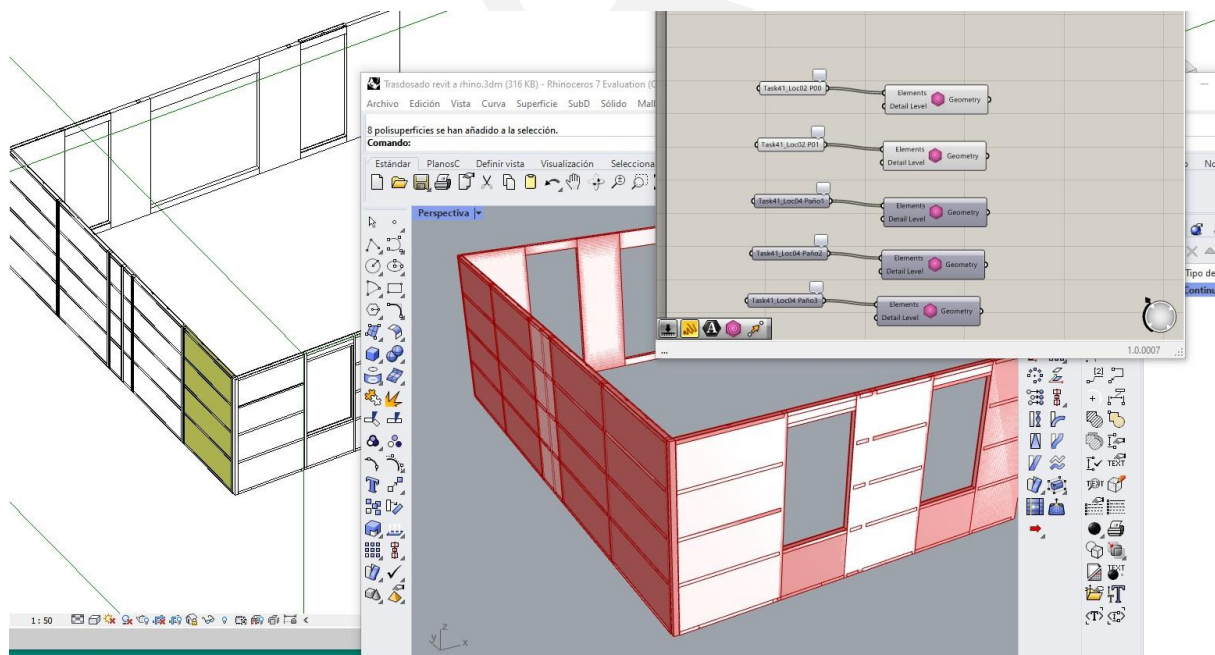 Trasdosado revit a rhino.3dm (316 KB) - Rhinoceros 7 Evaluation (C
Archivo Edición Vista Curva Superficie SubD Sólido Mall
8 polisuperficies se han añadido a la selección.
Comando:
Estándar PlanosC Definir vista Visualización Selecciona
Perspectiva
Task41_Loc02 P00
Elements
Detail Level
Geometry
Task41_Loc02 P01
Elements
Detail Level
Geometry
Task41_Loc04 Paño1
Elements
Detail Level
Geometry
Task41_Loc04 Paño2
Elements
Detail Level
Geometry
Task41_Loc04 Paño3
Elements
Detail Level
Geometry
...
1.0.0007
No
Tipo de
Continu
z
y
x
1 : 50